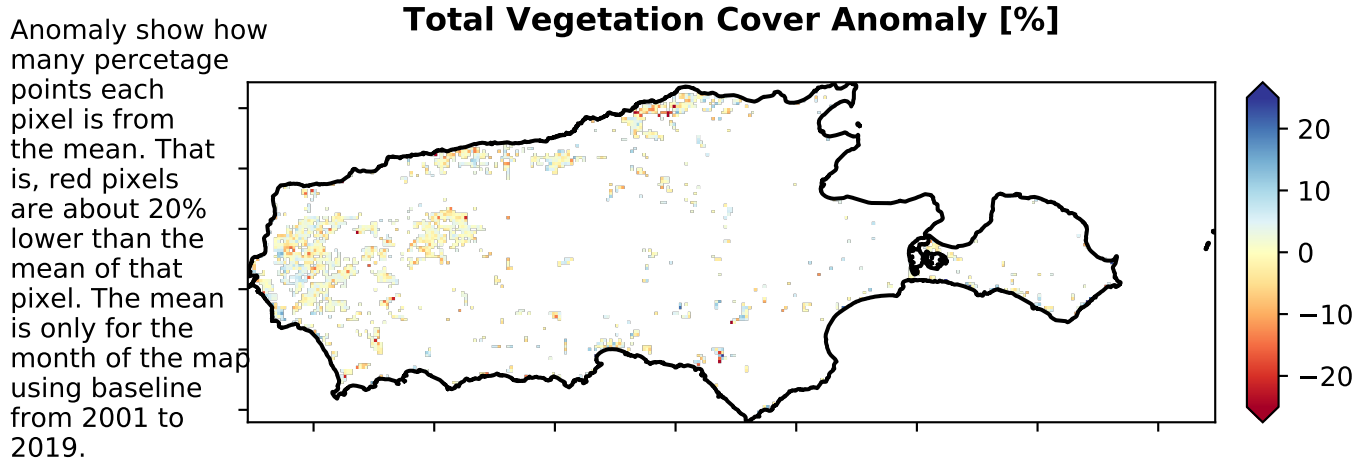 Total Vegetation Cover Anomaly [%]
Anomaly show how
many percetage
points each
pixel is from
the mean. That
is, red pixels
are about 20%
lower than the
mean of that
pixel. The mean
is only for the
month of the map
using baseline
from 2001 to
2019.
20
10
0
−10
−20